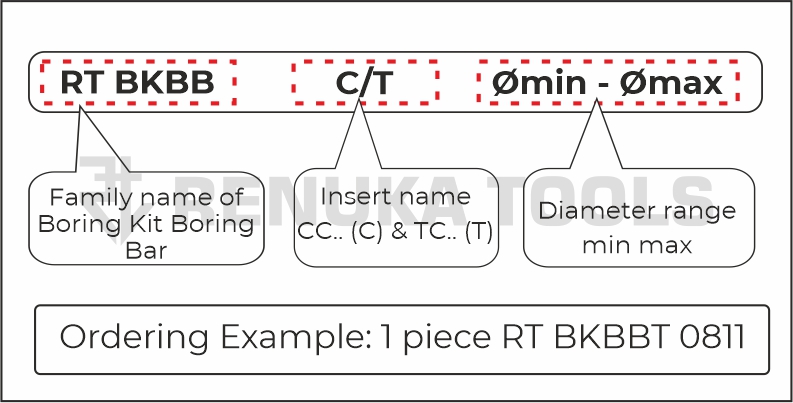 RT BKBB C/T Ømin - Ømax
RENUKA TOOLS
Family name of
Boring Kit Boring
Bar
Insert name
CC.. (C) & TC.. (T)
Diameter range
min max
Ordering Example: 1 piece RT BKBBT 0811